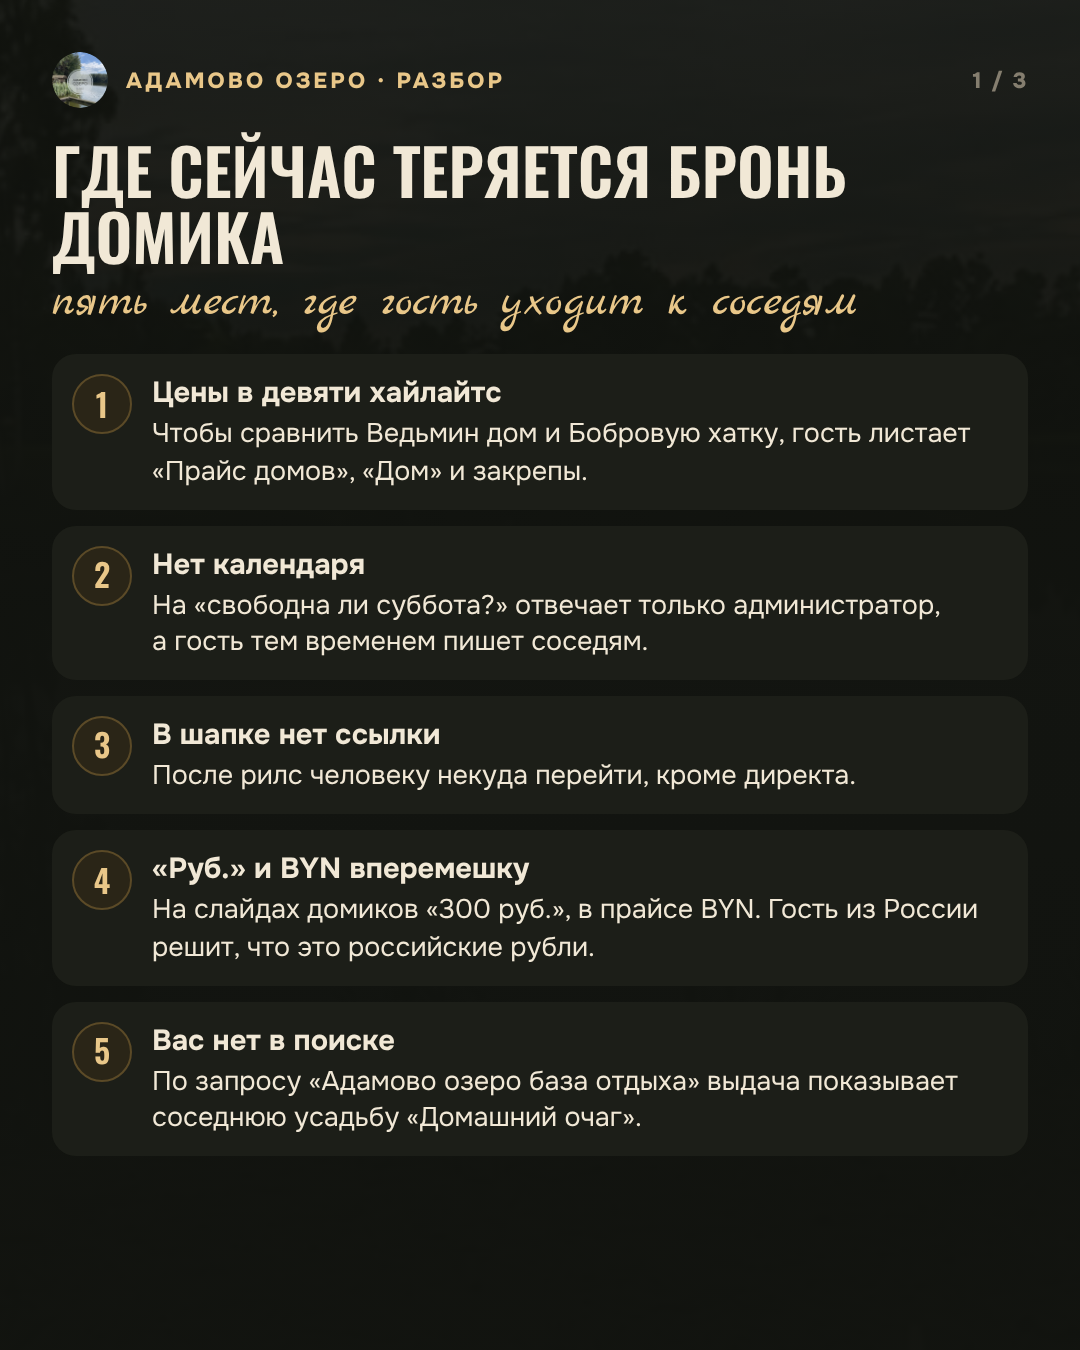 АДАМОВО ОЗЕРО · РАЗБОР
1 / 3
ГДЕ СЕЙЧАС ТЕРЯЕТСЯ БРОНЬ
ДОМИКА
пять мест, где гость уходит к соседям
1
Цены в девяти хайлайтс
Чтобы сравнить Ведьмин дом и Бобровую хатку, гость листает
«Прайс домов», «Дом» и закрепы.
2
Нет календаря
На «свободна ли суббота?» отвечает только администратор,
а гость тем временем пишет соседям.
3
В шапке нет ссылки
После рилс человеку некуда перейти, кроме директа.
4
«Руб.» и BYN вперемешку
На слайдах домиков «300 руб.», в прайсе BYN. Гость из России
решит, что это российские рубли.
5
Вас нет в поиске
По запросу «Адамово озеро база отдыха» выдача показывает
соседнюю усадьбу «Домашний очаг».